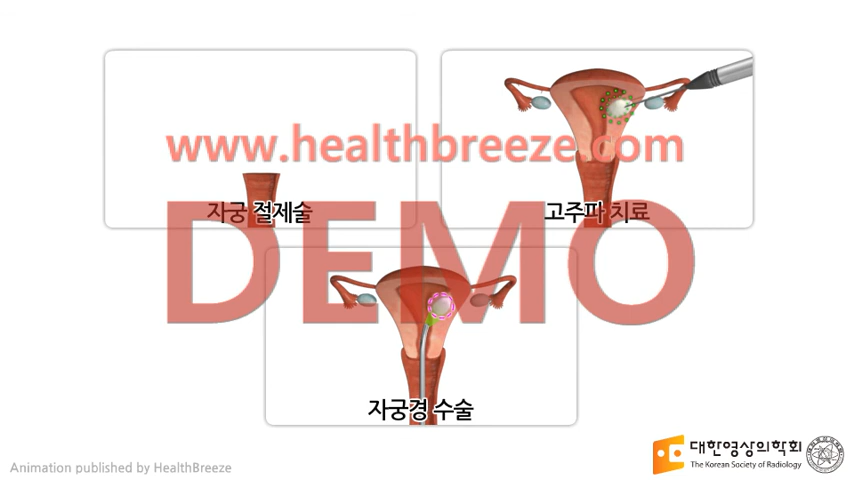 www.healthbreeze.com
자궁 절제술
고주파 치료
DEMO
자궁경 수술
대한영상의학회
The Korean Society of Radiology
Animation published by HealthBreeze